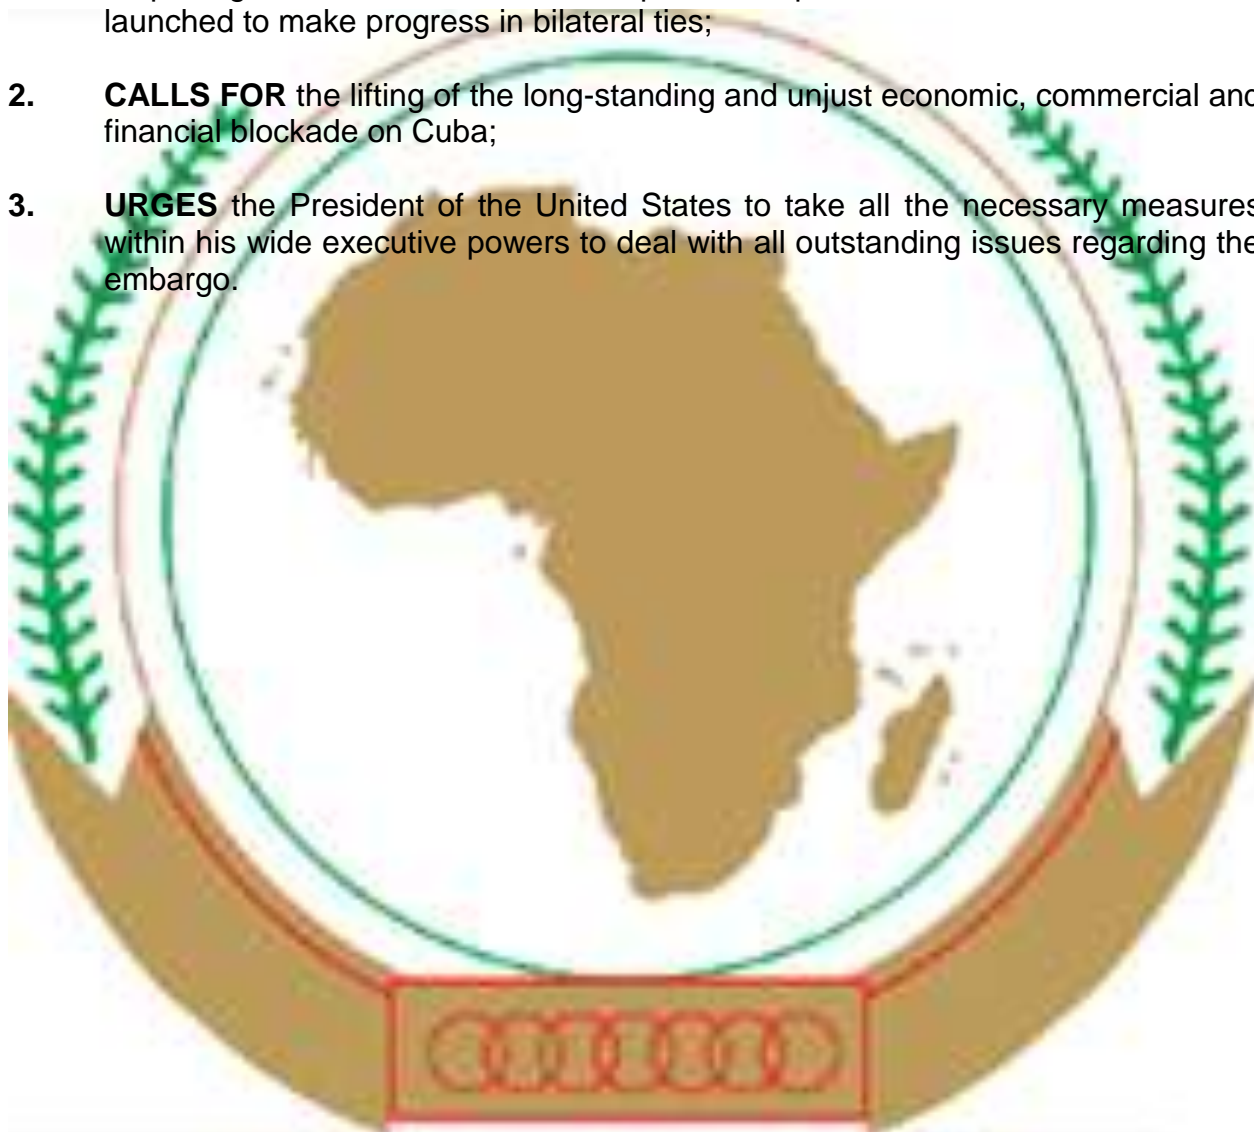 launched to make progress in bilateral ties;
2. CALLS FOR the lifting of the long-standing and unjust economic, commercial and
financial blockade on Cuba;
3. URGES the President of the United States to take all the necessary measures
within his wide executive powers to deal with all outstanding issues regarding the
embargo.